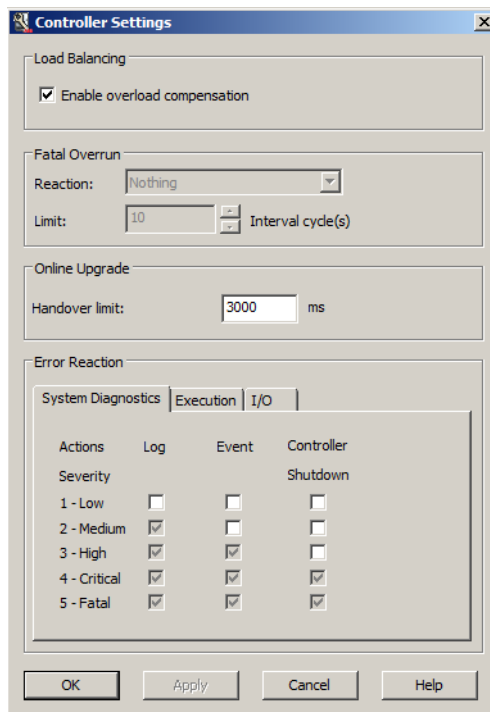 Controller Settings
Load Balancing
Enable overload compensation
Fatal Overrun
Reaction: Nothing
Limit: 10 Interval cycle(s)
Online Upgrade
Handover limit: 3000 ms
Error Reaction
System Diagnostics Execution I/O
Actions Log Event Controller
Severity Shutdown
1 - Low
2 - Medium
3 - High
4 - Critical
5 - Fatal
OK Apply Cancel Help